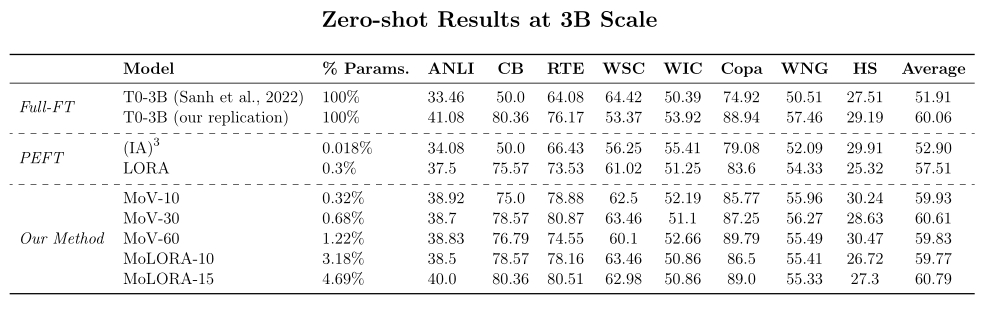 Zero-shot Results at 3B Scale
Model % Params. ANLI CB RTE WSC WIC Copa WNG HS Average
Full-FT
T0-3B (Sanh et al., 2022) 100% 33.46 50.0 64.08 64.42 50.39 74.92 50.51 27.51 51.91
T0-3B (our replication) 100% 41.08 80.36 76.17 53.37 53.92 88.94 57.46 29.19 60.06
PEFT
(IA)³ 0.018% 34.08 50.0 66.43 56.25 55.41 79.08 52.09 29.91 52.90
LORA 0.3% 37.5 75.57 73.53 61.02 51.25 83.6 54.33 25.32 57.51
Our Method
MoV-10 0.32% 38.92 75.0 78.88 62.5 52.19 85.77 55.96 30.24 59.93
MoV-30 0.68% 38.7 78.57 80.87 63.46 51.1 87.25 56.27 28.63 60.61
MoV-60 1.22% 38.83 76.79 74.55 60.1 52.66 89.79 55.49 30.47 59.83
MoLORA-10 3.18% 38.5 78.57 78.16 63.46 50.86 86.5 55.41 26.72 59.77
MoLORA-15 4.69% 40.0 80.36 80.51 62.98 50.86 89.0 55.33 27.3 60.79